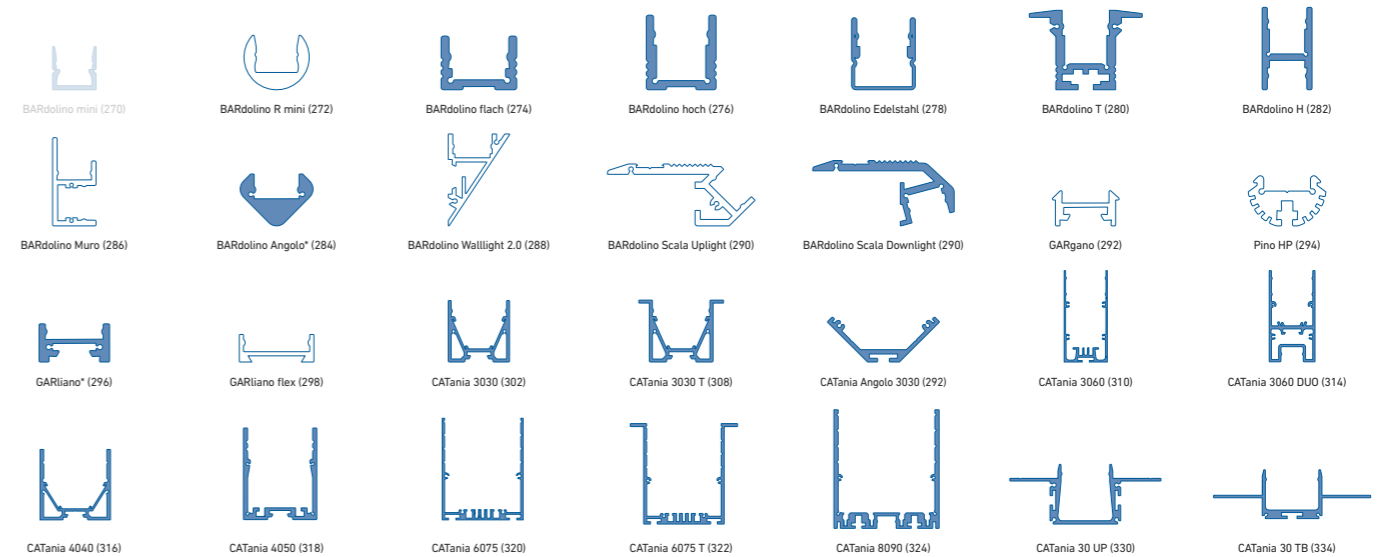 BARdolino mini (270)
BARdolino R mini (272)
BARdolino flach (274)
BARdolino hoch (276)
BARdolino Edelstahl (278)
BARdolino T (280)
BARdolino H (282)
BARdolino Muro (286)
BARdolino Angolo* (284)
BARdolino Walllight 2.0 (288)
BARdolino Scala Uplight (290)
BARdolino Scala Downlight (290)
GARgano (292)
Pino HP (294)
GARliano* (296)
GARliano flex (298)
CATania 3030 (302)
CATania 3030 T (308)
CATania Angolo 3030 (292)
CATania 3060 (310)
CATania 3060 DUO (314)
CATania 4040 (316)
CATania 4050 (318)
CATania 6075 (320)
CATania 6075 T (322)
CATania 8090 (324)
CATania 30 UP (330)
CATania 30 TB (334)